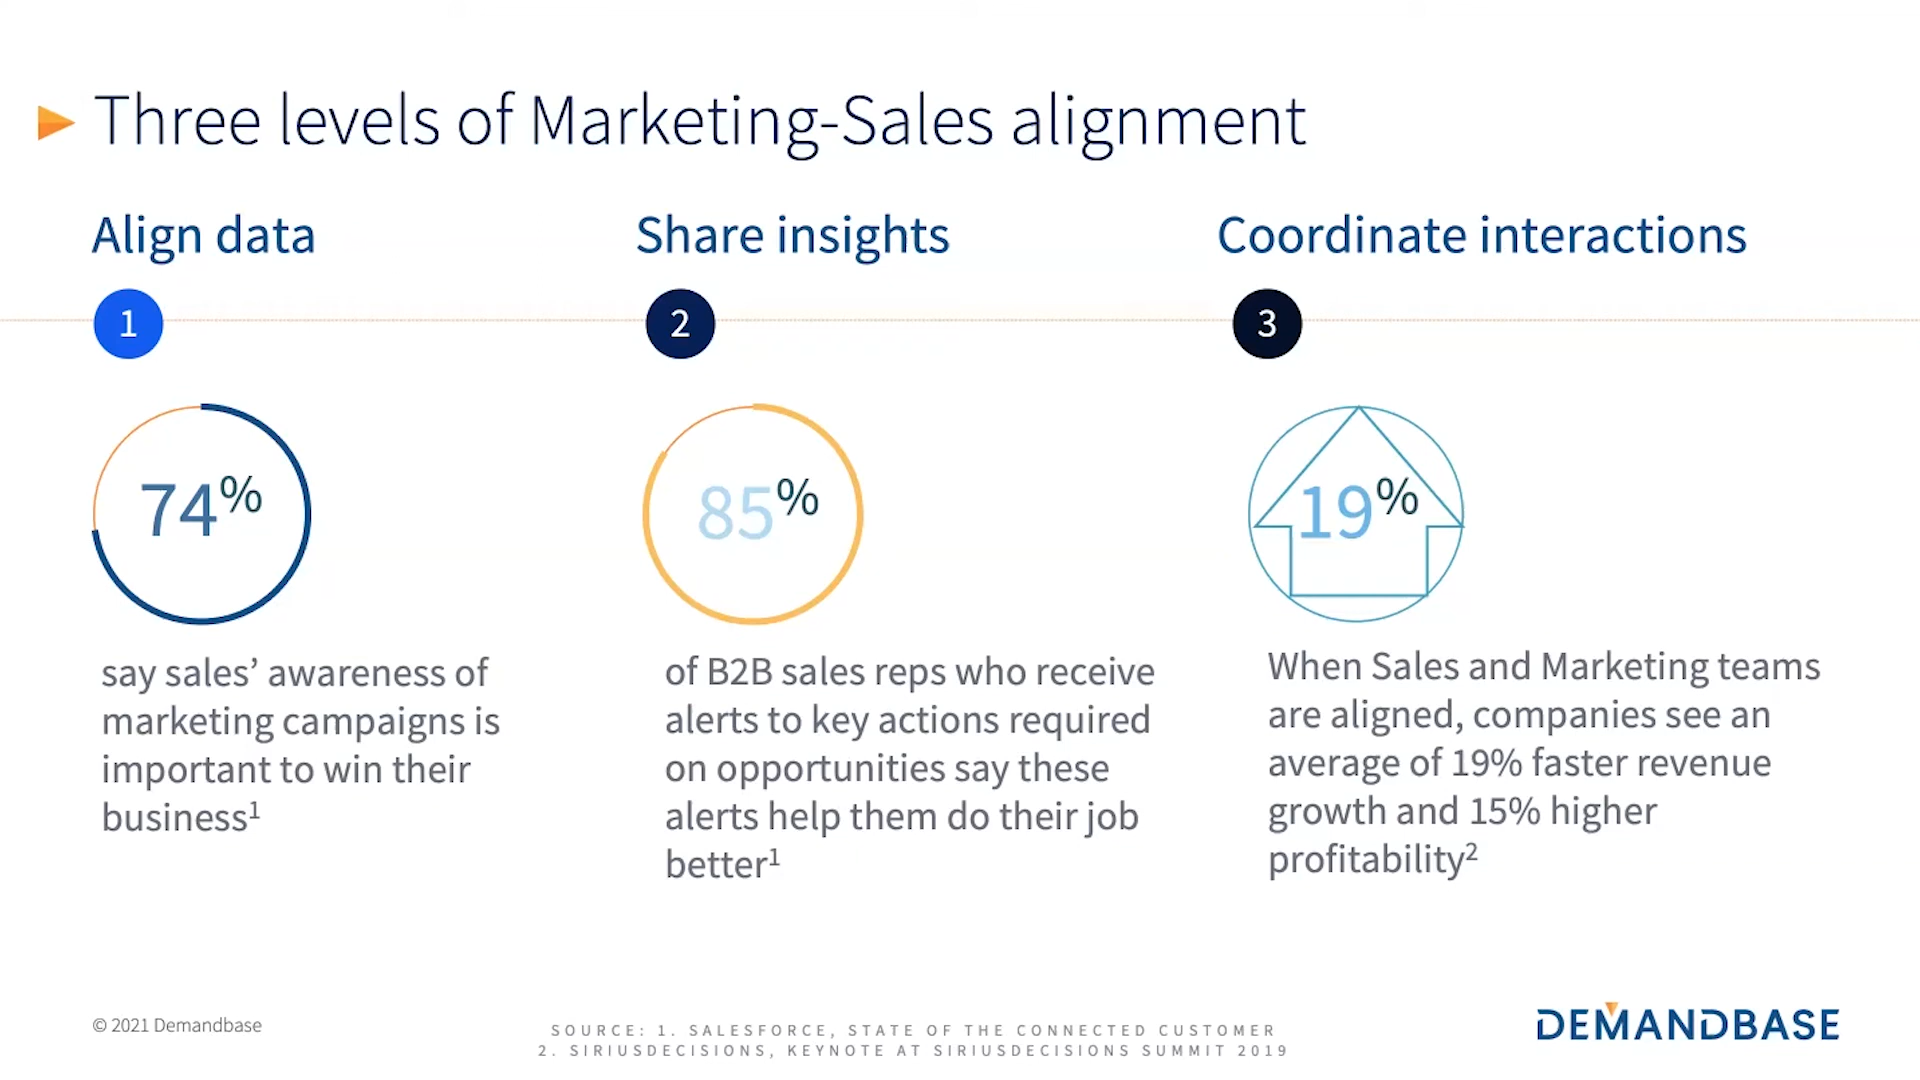 Three levels of Marketing-Sales alignment
Align data
Share insights
Coordinate interactions
1
2
3
74%
85%
19%
say sales’ awareness of
marketing campaigns is
important to win their
business¹
of B2B sales reps who receive
alerts to key actions required
on opportunities say these
alerts help them do their job
better¹
When Sales and Marketing teams
are aligned, companies see an
average of 19% faster revenue
growth and 15% higher
profitability²
© 2021 Demandbase
SOURCE: 1. SALESFORCE, STATE OF THE CONNECTED CUSTOMER
2. SIRIUSDECISIONS, KEYNOTE AT SIRIUSDECISIONS SUMMIT 2019
DEMANDBASE